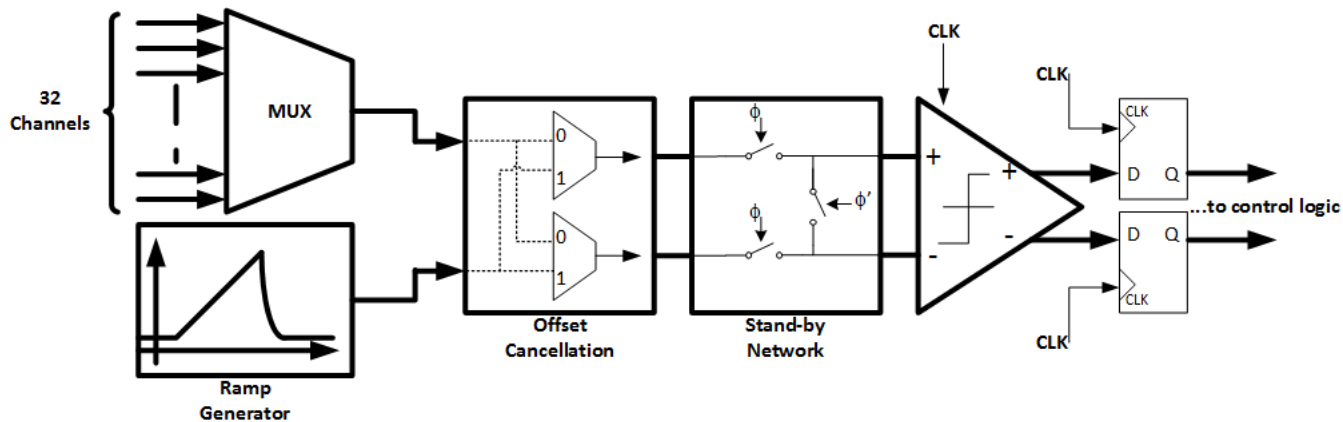 32
Channels
MUX
Ramp
Generator
0
1
0
1
Offset
Cancellation
ϕ
ϕ'
ϕ
Stand-by
Network
CLK
+
-
+
-
CLK
CLK
D Q
...to control logic
D Q
CLK
CLK